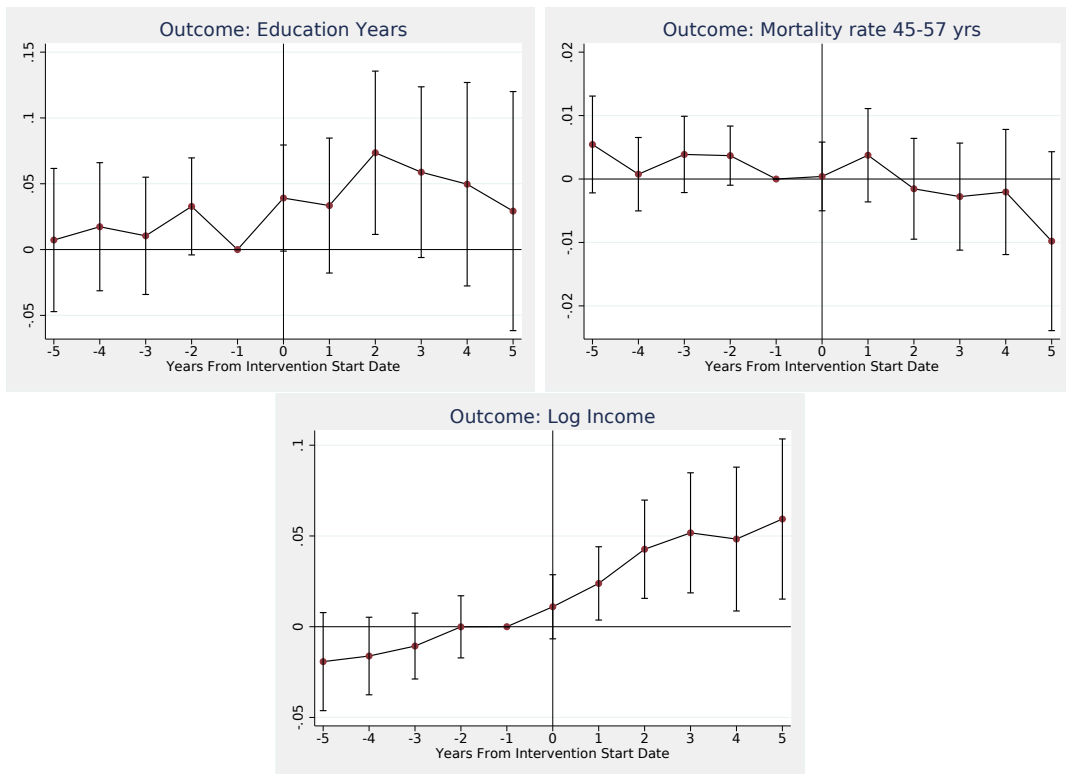 Outcome: Education Years
.15
.1
.05
0
-.05
-5 -4 -3 -2 -1 0 1 2 3 4 5
Years From Intervention Start Date
Outcome: Mortality rate 45-57 yrs
.02
.01
0
-.01
-.02
-5 -4 -3 -2 -1 0 1 2 3 4 5
Years From Intervention Start Date
Outcome: Log Income
.1
.05
0
-.05
-5 -4 -3 -2 -1 0 1 2 3 4 5
Years From Intervention Start Date